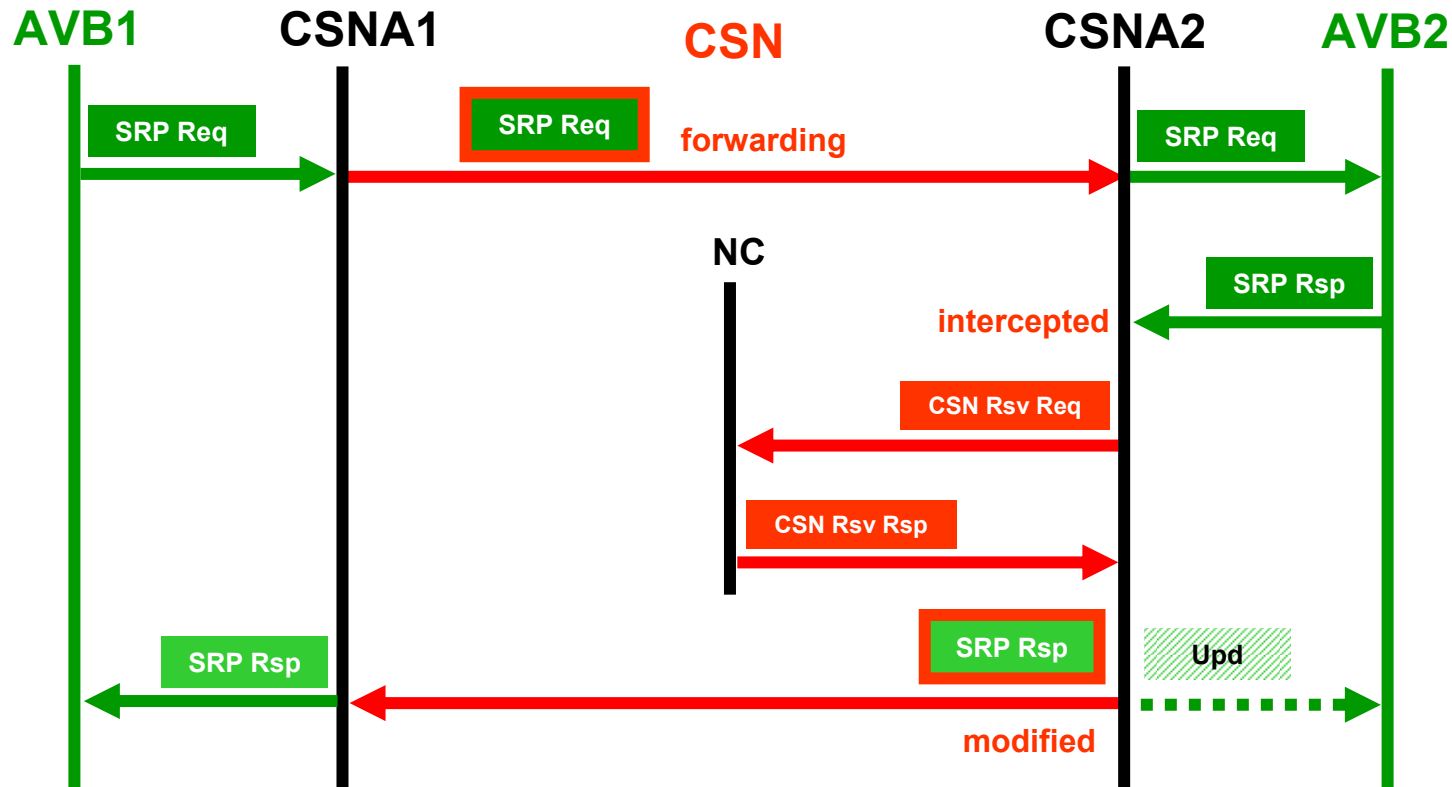 AVB1
CSNA1
CSN
CSNA2
AVB2
SRP Req
SRP Req
forwarding
SRP Req
NC
SRP Rsp
intercepted
CSN Rsv Req
CSN Rsv Rsp
SRP Rsp
SRP Rsp
Upd
modified